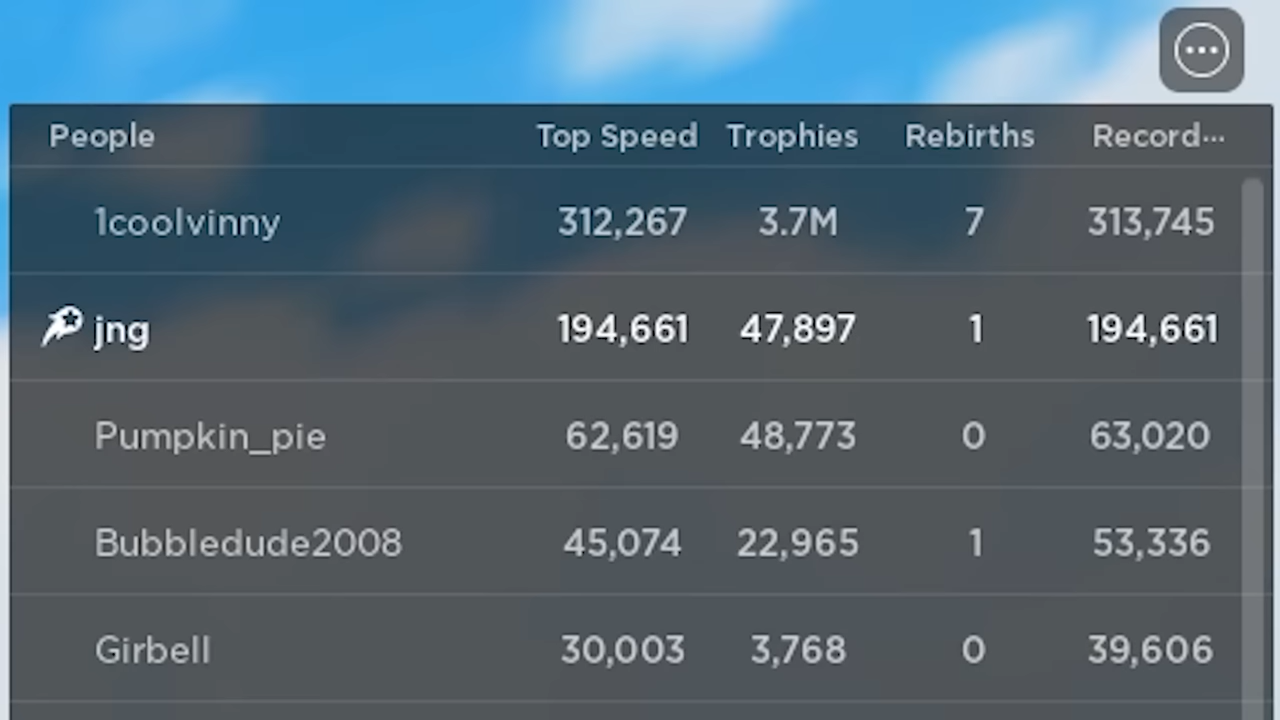 People Top Speed Trophies Rebirths Record···
1coolvinny 312,267 3.7M 7 313,745
jng 194,661 47,897 1 194,661
Pumpkin_pie 62,619 48,773 0 63,020
Bubbledude2008 45,074 22,965 1 53,336
Girbell 30,003 3,768 0 39,606